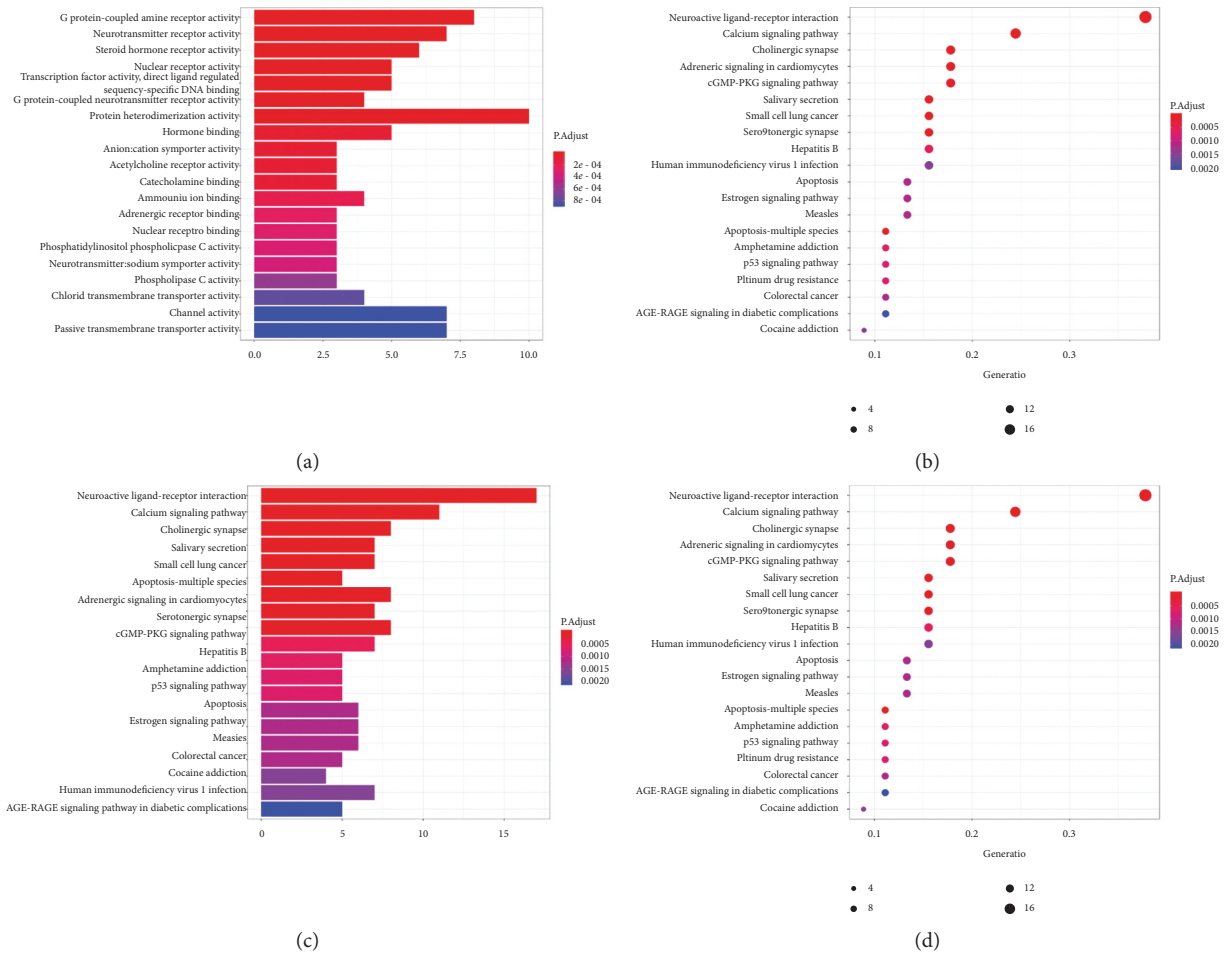 G protein-coupled amine receptor activity
Neurotransmitter receptor activity
Steroid hormone receptor activity
Nuclear receptor activity
Transcription factor activity, direct ligand regulated
sequency-specific DNA binding
G protein-coupled neurotransmitter receptor activity
Protein heterodimerization activity
Hormone binding
Anion:cation symporter activity
Acetylcholine receptor activity
Catecholamine binding
Ammouniu ion binding
Adrenergic receptor binding
Nuclear receptro binding
Phosphatidylinositol phospholicpase C activity
Neurotransmitter:sodium symporter activity
Phospholipase C activity
Chlorid transmembrane transporter activity
Channel activity
Passive transmembrane transporter activity
0.0 2.5 5.0 7.5 10.0
P.Adjust
2e - 04
4e - 04
6e - 04
8e - 04
(a)
Neuroactive ligand-receptor interaction
Calcium signaling pathway
Cholinergic synapse
Adreneric signaling in cardiomycytes
cGMP-PKG signaling pathway
Salivary secretion
Small cell lung cancer
Sero9tonergic synapse
Hepatitis B
Human immunodeficiency virus 1 infection
Apoptosis
Estrogen signaling pathway
Measles
Apoptosis-multiple species
Amphetamine addiction
p53 signaling pathway
Pltinum drug resistance
Colorectal cancer
AGE-RAGE signaling in diabetic complications
Cocaine addiction
0.1 0.2 0.3
Generatio
P.Adjust
0.0005
0.0010
0.0015
0.0020
4 12
8 16
(b)
Neuroactive ligand-receptor interaction
Calcium signaling pathway
Cholinergic synapse
Salivary secretion
Small cell lung cancer
Apoptosis-multiple species
Adrenergic signaling in cardiomyocytes
Serotonergic synapse
cGMP-PKG signaling pathway
Hepatitis B
Amphetamine addiction
p53 signaling pathway
Apoptosis
Estrogen signaling pathway
Measies
Colorectal cancer
Cocaine addiction
Human immunodeficiency virus 1 infection
AGE-RAGE signaling pathway in diabetic complications
0 5 10 15
P.Adjust
0.0005
0.0010
0.0015
0.0020
(c)
Neuroactive ligand-receptor interaction
Calcium signaling pathway
Cholinergic synapse
Adreneric signaling in cardiomycytes
cGMP-PKG signaling pathway
Salivary secretion
Small cell lung cancer
Sero9tonergic synapse
Hepatitis B
Human immunodeficiency virus 1 infection
Apoptosis
Estrogen signaling pathway
Measles
Apoptosis-multiple species
Amphetamine addiction
p53 signaling pathway
Pltinum drug resistance
Colorectal cancer
AGE-RAGE signaling in diabetic complications
Cocaine addiction
0.1 0.2 0.3
Generatio
P.Adjust
0.0005
0.0010
0.0015
0.0020
4 12
8 16
(d)